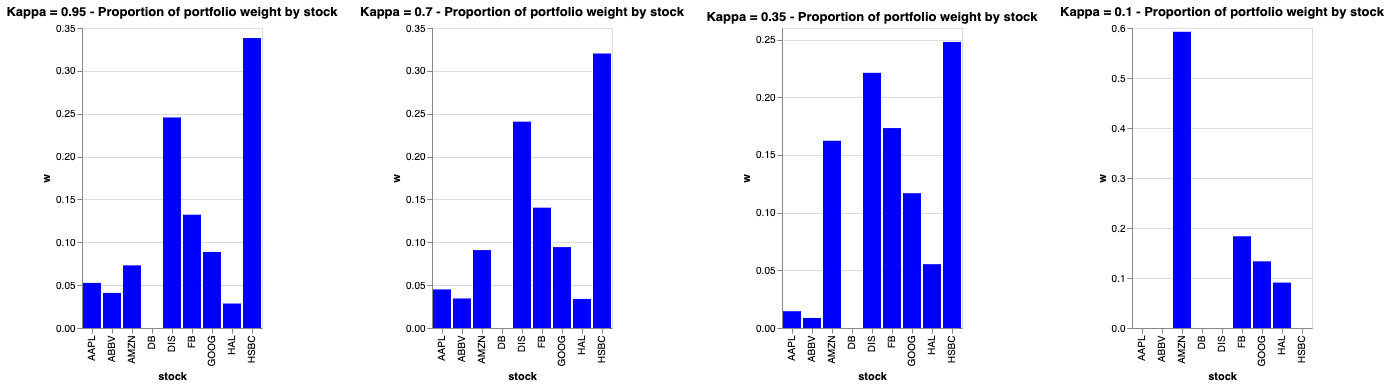 Kappa = 0.95 - Proportion of portfolio weight by stock
0.35
0.30
0.25
0.20
0.15
0.10
0.05
0.00
w
AAPL
ABBV
AMZN
DB
DIS
FB
GOOG
HAL
HSBC
stock
Kappa = 0.7 - Proportion of portfolio weight by stock
0.35
0.30
0.25
0.20
0.15
0.10
0.05
0.00
w
AAPL
ABBV
AMZN
DB
DIS
FB
GOOG
HAL
HSBC
stock
Kappa = 0.35 - Proportion of portfolio weight by stock
0.25
0.20
0.15
0.10
0.05
0.00
w
AAPL
ABBV
AMZN
DB
DIS
FB
GOOG
HAL
HSBC
stock
Kappa = 0.1 - Proportion of portfolio weight by stock
0.6
0.5
0.4
0.3
0.2
0.1
0.0
w
AAPL
ABBV
AMZN
DB
DIS
FB
GOOG
HAL
HSBC
stock